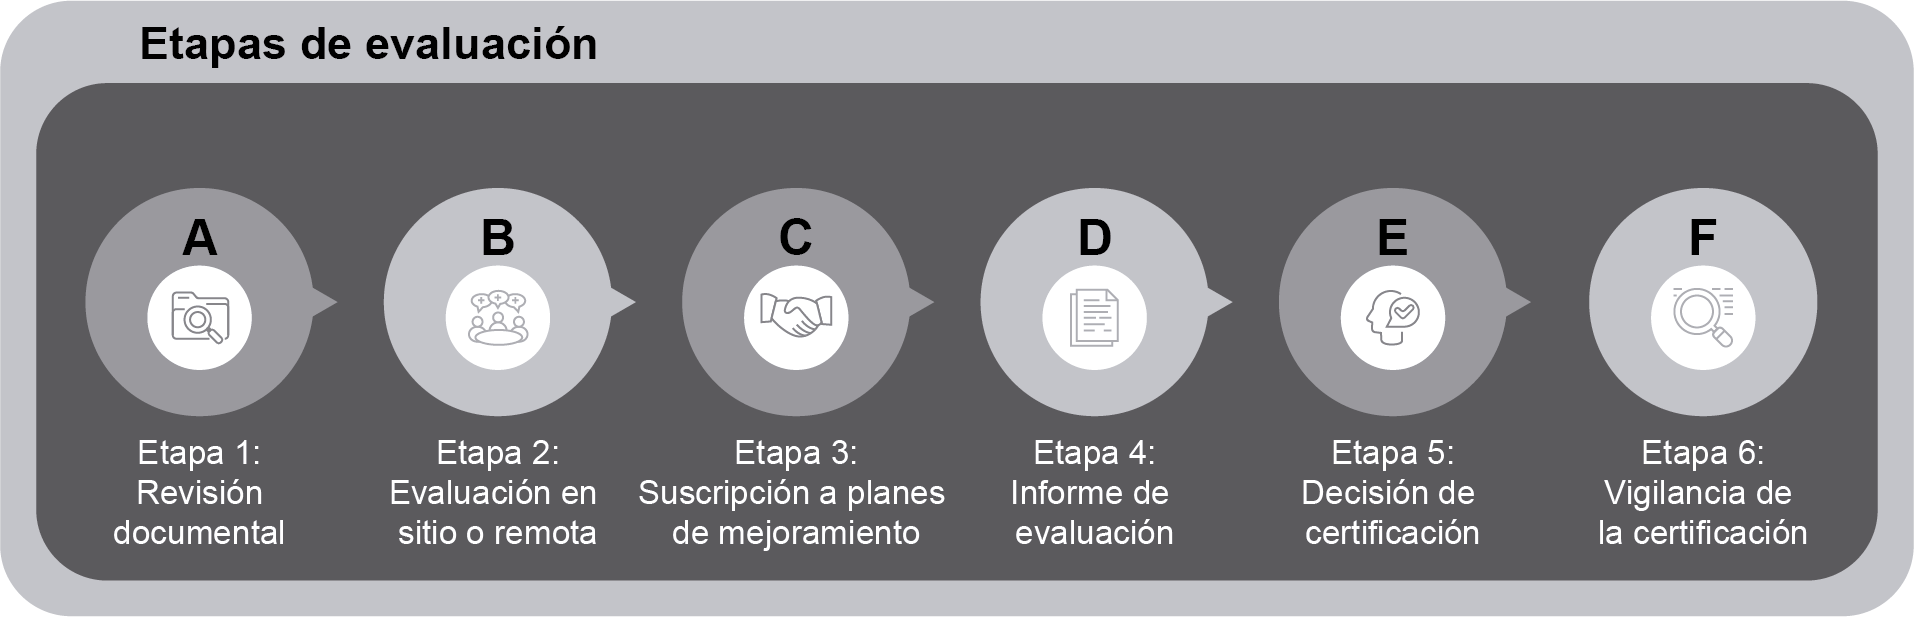 Etapas de evaluación
A
Etapa 1:
Revisión
documental
B
Etapa 2:
Evaluación en
sitio o remota
C
Etapa 3:
Suscripción a planes
de mejoramiento
D
Etapa 4:
Informe de
evaluación
E
Etapa 5:
Decisión de
certificación
F
Etapa 6:
Vigilancia de
la certificación